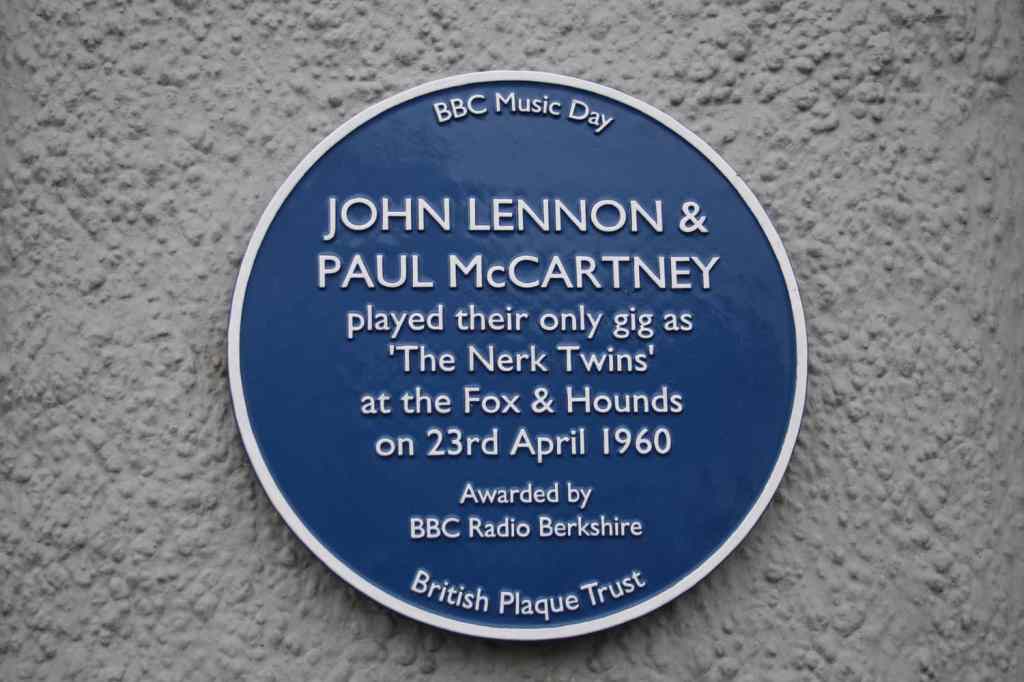 BBC Music Day
JOHN LENNON &
PAUL McCARTNEY
played their only gig as
'The Nerk Twins'
at the Fox & Hounds
on 23rd April 1960
Awarded by
BBC Radio Berkshire
British Plaque Trust